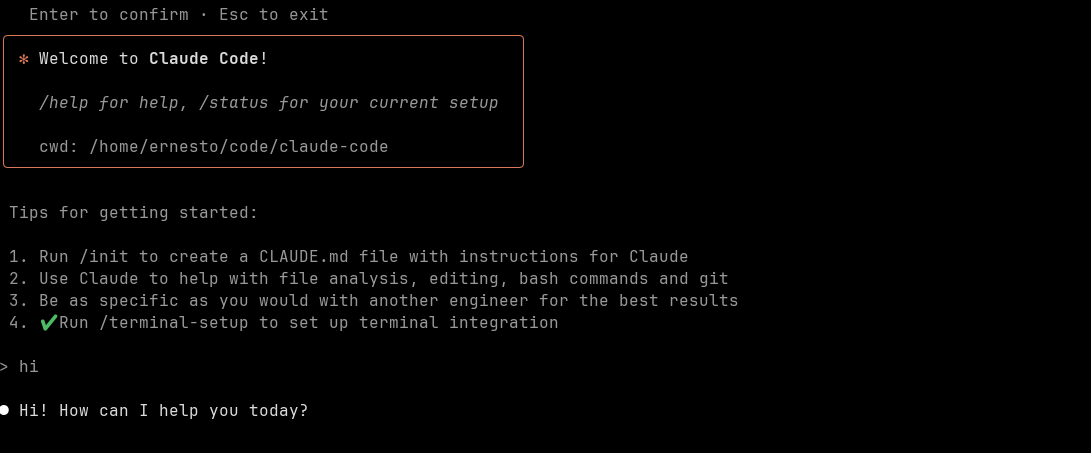 Enter to confirm · Esc to exit
✻ Welcome to Claude Code!
/help for help, /status for your current setup
cwd: /home/ernesto/code/claude-code
Tips for getting started:
1. Run /init to create a CLAUDE.md file with instructions for Claude
2. Use Claude to help with file analysis, editing, bash commands and git
3. Be as specific as you would with another engineer for the best results
4. ✔Run /terminal-setup to set up terminal integration
> hi
● Hi! How can I help you today?